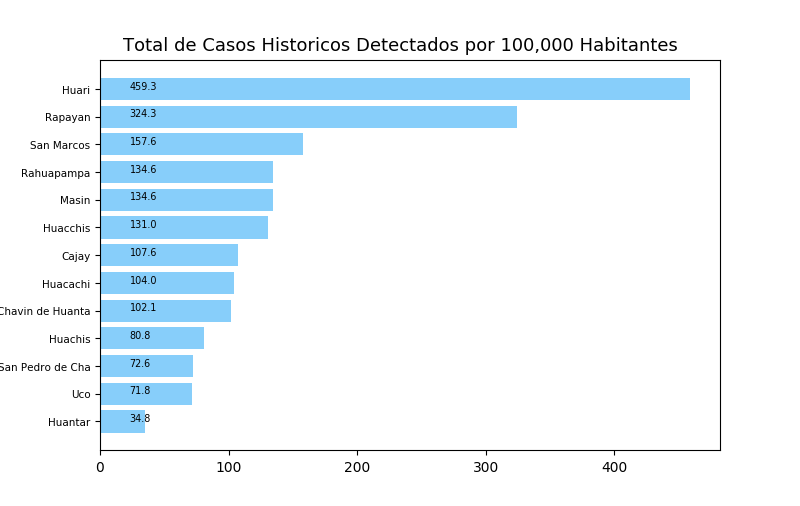 Total de Casos Historicos Detectados por 100,000 Habitantes
Huari 459.3
Rapayan 324.3
San Marcos 157.6
Rahuapampa 134.6
Masin 134.6
Huacchis 131.0
Cajay 107.6
Huacachi 104.0
Chavin de Huanta 102.1
Huachis 80.8
San Pedro de Cha 72.6
Uco 71.8
Huantar 34.8
0 100 200 300 400